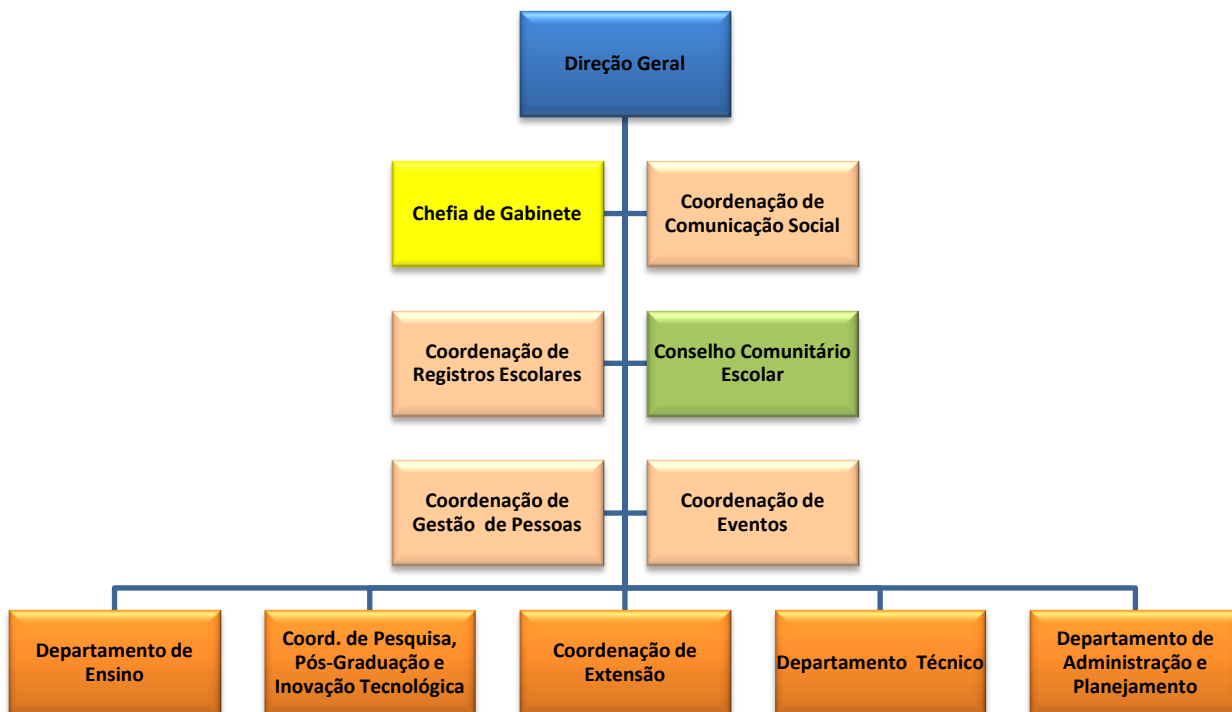 Direção Geral
Chefia de Gabinete
Coordenação de
Comunicação Social
Coordenação de
Registros Escolares
Conselho Comunitário
Escolar
Coordenação de
Gestão  de Pessoas
Coordenação de
Eventos
Departamento de
Ensino
Coord. de Pesquisa,
Pós-Graduação e
Inovação Tecnológica
Coordenação de
Extensão
Departamento  Técnico
Departamento de
Administração e
Planejamento